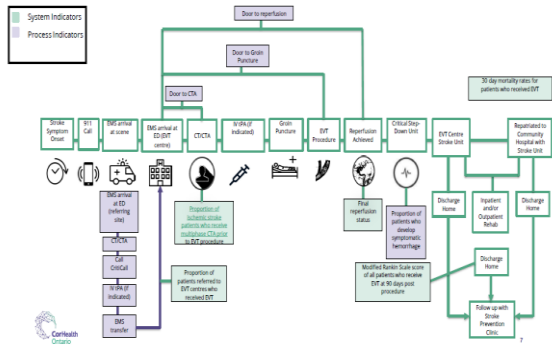 System Indicators
Process Indicators
Door to reperfusion
Door to Groin
Puncture
Door to CTA
30 day mortality rates for
patients who received EVT
Stroke
Symptom
Onset
911
Call
EMS arrival
at scene
EMS arrival at
ED (EVT
centre)
CT/CTA
IV tPA (if
indicated)
Groin
Puncture
EVT
Procedure
Reperfusion
Achieved
Critical Step-
Down Unit
EVT Centre
Stroke Unit
Repatriated to
Community
Hospital with
Stroke Unit
EMS arrival
at ED
(referring
site)
CT/CTA
Call
CritiCall
IV tPA (if
indicated)
EMS
transfer
Proportion of
ischemic stroke
patients who receive
multiphase CTA prior
to EVT procedure
Proportion of
patients referred to
EVT centres who
received EVT
Final
reperfusion
status
Proportion of
patients who
develop
symptomatic
hemorrhage
Modified Rankin Scale score
of all patients who receive
EVT at 90 days post
procedure
Discharge
Home
Inpatient
and/or
Outpatient
Rehab
Discharge
Home
Discharge
Home
Follow up with
Stroke
Prevention
Clinic
CorHealth
Ontario
7